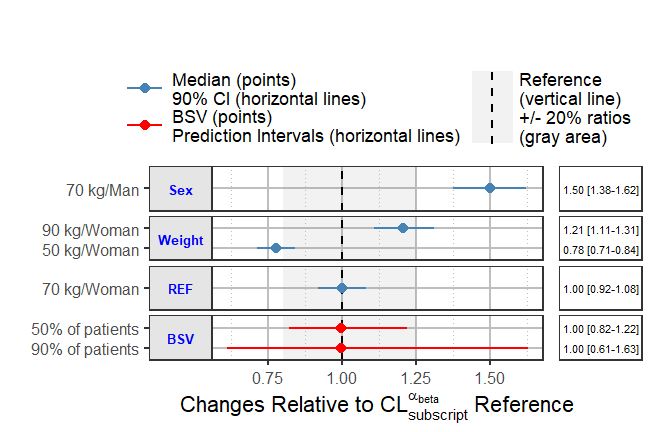 Median (points)
90% CI (horizontal lines)
BSV (points)
Prediction Intervals (horizontal lines)
Reference
(vertical line)
+/- 20% ratios
(gray area)
70 kg/Man Sex 1.50 [1.38-1.62]
90 kg/Woman 1.21 [1.11-1.31]
Weight
50 kg/Woman 0.78 [0.71-0.84]
70 kg/Woman REF 1.00 [0.92-1.08]
50% of patients 1.00 [0.82-1.22]
BSV
90% of patients 1.00 [0.61-1.63]
0.75 1.00 1.25 1.50
Changes Relative to CL αbeta subscript Reference